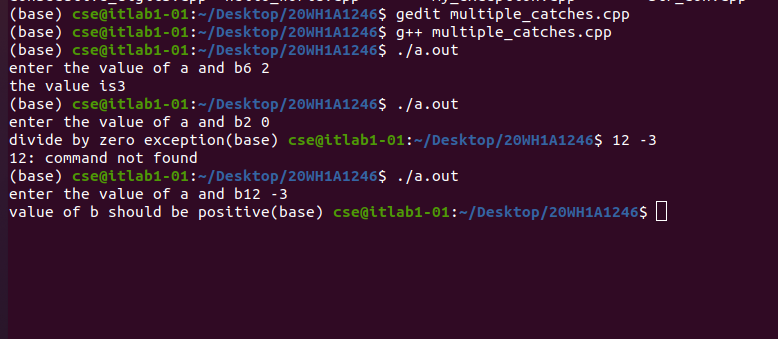 (base) cse@itlab1-01:~/Desktop/20WH1A1246$ gedit multiple_catches.cpp
(base) cse@itlab1-01:~/Desktop/20WH1A1246$ g++ multiple_catches.cpp
(base) cse@itlab1-01:~/Desktop/20WH1A1246$ ./a.out
enter the value of a and b6 2
the value is3
(base) cse@itlab1-01:~/Desktop/20WH1A1246$ ./a.out
enter the value of a and b2 0
divide by zero exception(base) cse@itlab1-01:~/Desktop/20WH1A1246$ 12 -3
12: command not found
(base) cse@itlab1-01:~/Desktop/20WH1A1246$ ./a.out
enter the value of a and b12 -3
value of b should be positive(base) cse@itlab1-01:~/Desktop/20WH1A1246$